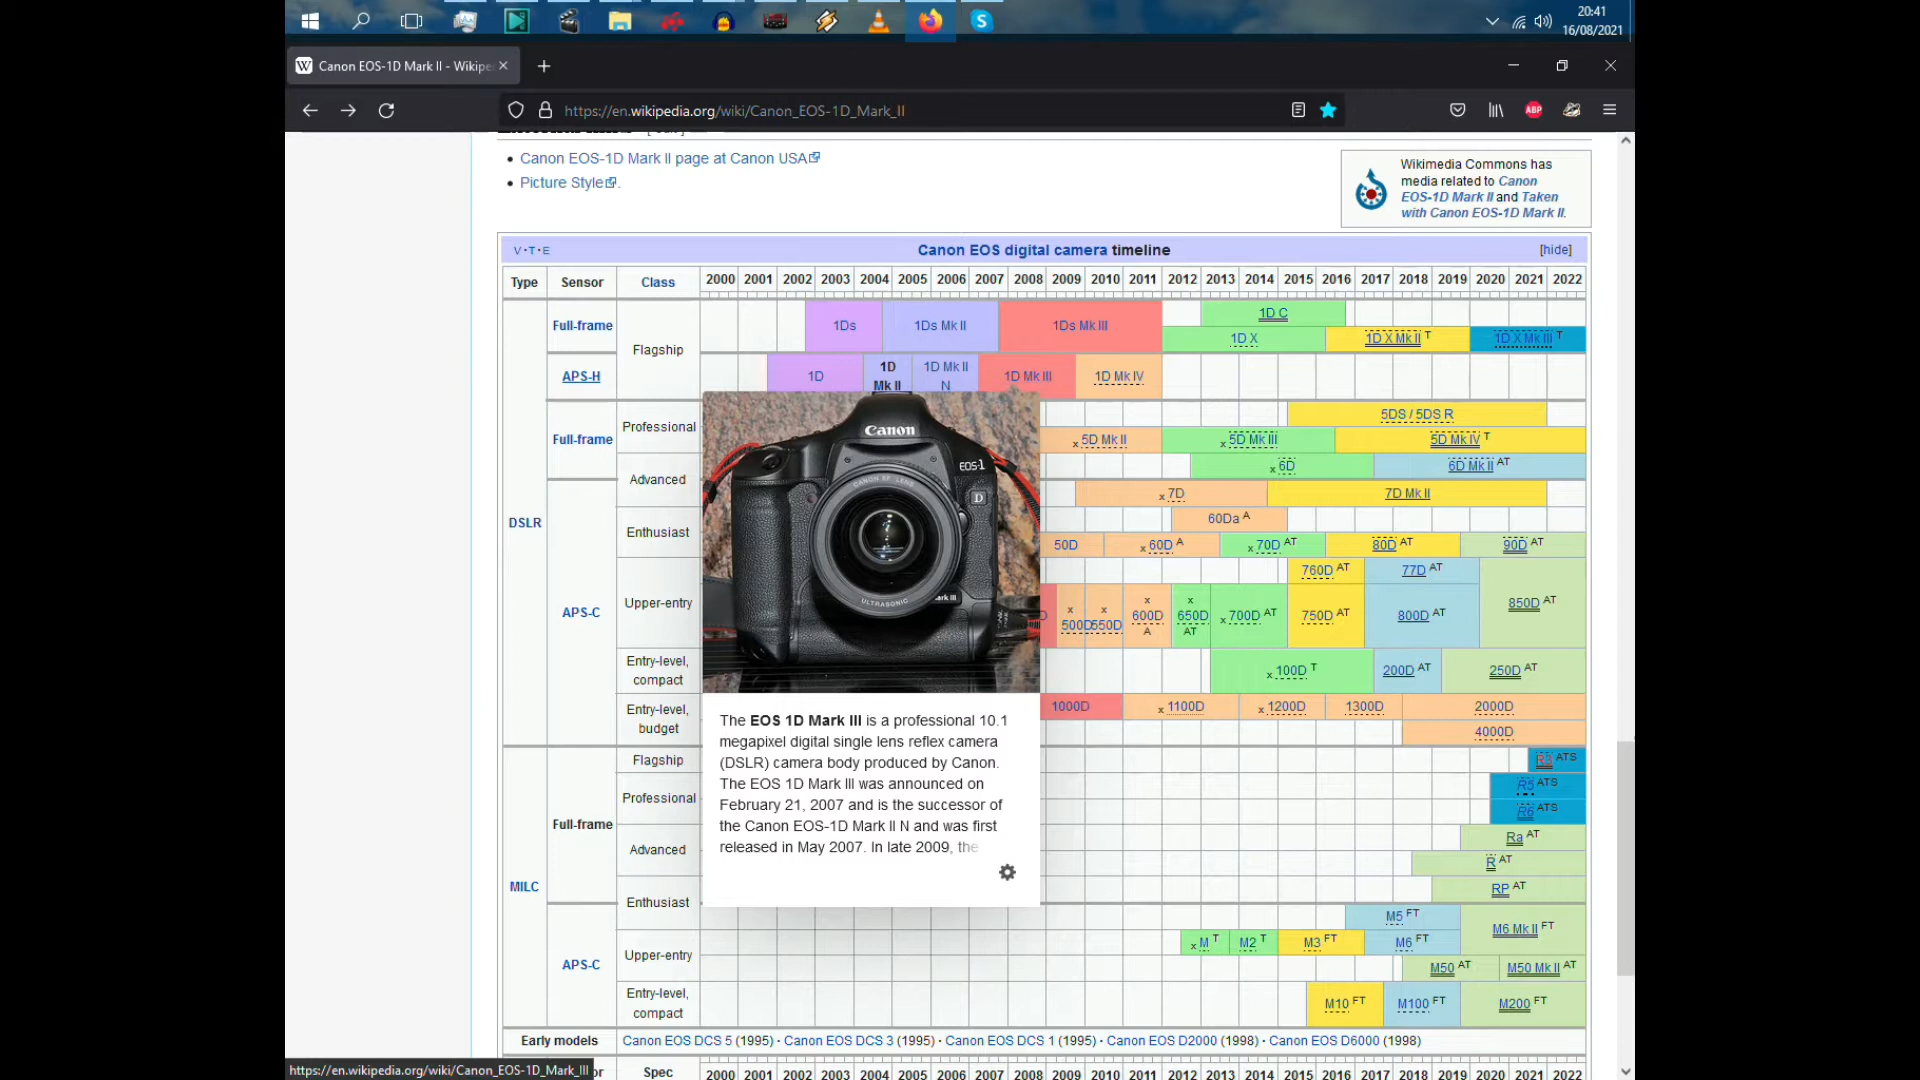 20:41
16/08/2021
Canon EOS-1D Mark II - Wikipe
https://en.wikipedia.org/wiki/Canon_EOS-1D_Mark_II
ABP
Canon EOS-1D Mark II page at Canon USA
Picture Style.
Wikimedia Commons has
media related to Canon
EOS-1D Mark II and Taken
with Canon EOS-1D Mark II.
V·T·E
Canon EOS digital camera timeline
[hide]
Type Sensor Class 2000 2001 2002 2003 2004 2005 2006 2007 2008 2009 2010 2011 2012 2013 2014 2015 2016 2017 2018 2019 2020 2021 2022
DSLR
Full-frame
Flagship
1Ds 1Ds Mk II 1Ds Mk III 1D C
1D X 1D X Mk II T 1D X Mk III T
APS-H
1D 1D Mk II 1D Mk II N 1D Mk III 1D Mk IV
Full-frame
Professional
5DS / 5DS R
x 5D Mk II x 5D Mk III 5D Mk IV T
Advanced
x 6D 6D Mk II AT
x 7D 7D Mk II
APS-C
Enthusiast
60Da A
50D x 60D A x 70D AT 80D AT 90D AT
Upper-entry
760D AT 77D AT
x 500D x 550D x 600D A x 650D AT x 700D AT 750D AT 800D AT 850D AT
Entry-level, compact
x 100D T 200D AT 250D AT
Entry-level, budget
1000D x 1100D x 1200D 1300D 2000D
4000D
MILC
Full-frame
Flagship
R3 ATS
Professional
R5 ATS
R6 ATS
Advanced
Ra AT
R AT
Enthusiast
RP AT
APS-C
M5 FT M6 Mk II FT
Upper-entry
x M T M2 T M3 FT M6 FT
M50 AT M50 Mk II AT
Entry-level, compact
M10 FT M100 FT M200 FT
Early models Canon EOS DCS 5 (1995) · Canon EOS DCS 3 (1995) · Canon EOS DCS 1 (1995) · Canon EOS D2000 (1998) · Canon EOS D6000 (1998)
Spec 2000 2001 2002 2003 2004 2005 2006 2007 2008 2009 2010 2011 2012 2013 2014 2015 2016 2017 2018 2019 2020 2021 2022
Canon
EOS-1
D
CANON EF LENS
ULTRASONIC
Mark III
The EOS 1D Mark III is a professional 10.1
megapixel digital single lens reflex camera
(DSLR) camera body produced by Canon.
The EOS 1D Mark III was announced on
February 21, 2007 and is the successor of
the Canon EOS-1D Mark II N and was first
released in May 2007. In late 2009, the
https://en.wikipedia.org/wiki/Canon_EOS-1D_Mark_III